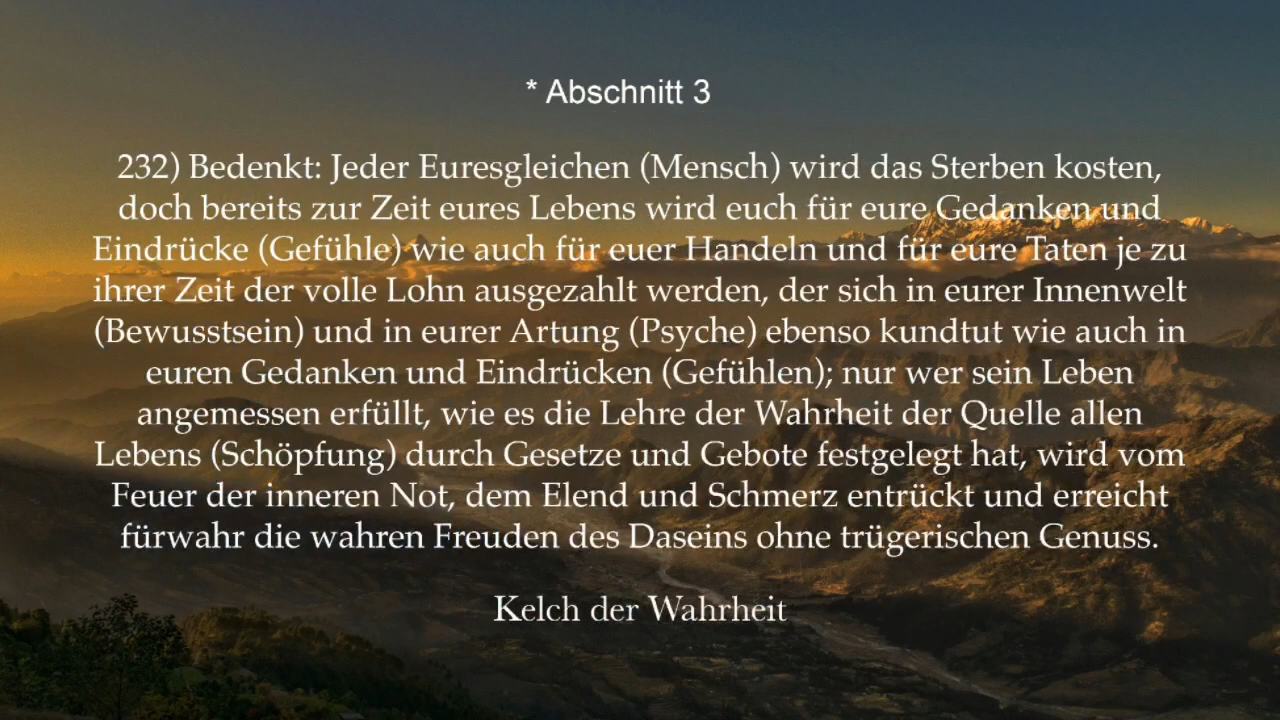 * Abschnitt 3
232) Bedenkt: Jeder Euresgleichen (Mensch) wird das Sterben kosten,
doch bereits zur Zeit eures Lebens wird euch für eure Gedanken und
Eindrücke (Gefühle) wie auch für euer Handeln und für eure Taten je zu
ihrer Zeit der volle Lohn ausgezahlt werden, der sich in eurer Innenwelt
(Bewusstsein) und in eurer Artung (Psyche) ebenso kundtut wie auch in
euren Gedanken und Eindrücken (Gefühlen); nur wer sein Leben
angemessen erfüllt, wie es die Lehre der Wahrheit der Quelle allen
Lebens (Schöpfung) durch Gesetze und Gebote festgelegt hat, wird vom
Feuer der inneren Not, dem Elend und Schmerz entrückt und erreicht
fürwahr die wahren Freuden des Daseins ohne trügerischen Genuss.
Kelch der Wahrheit